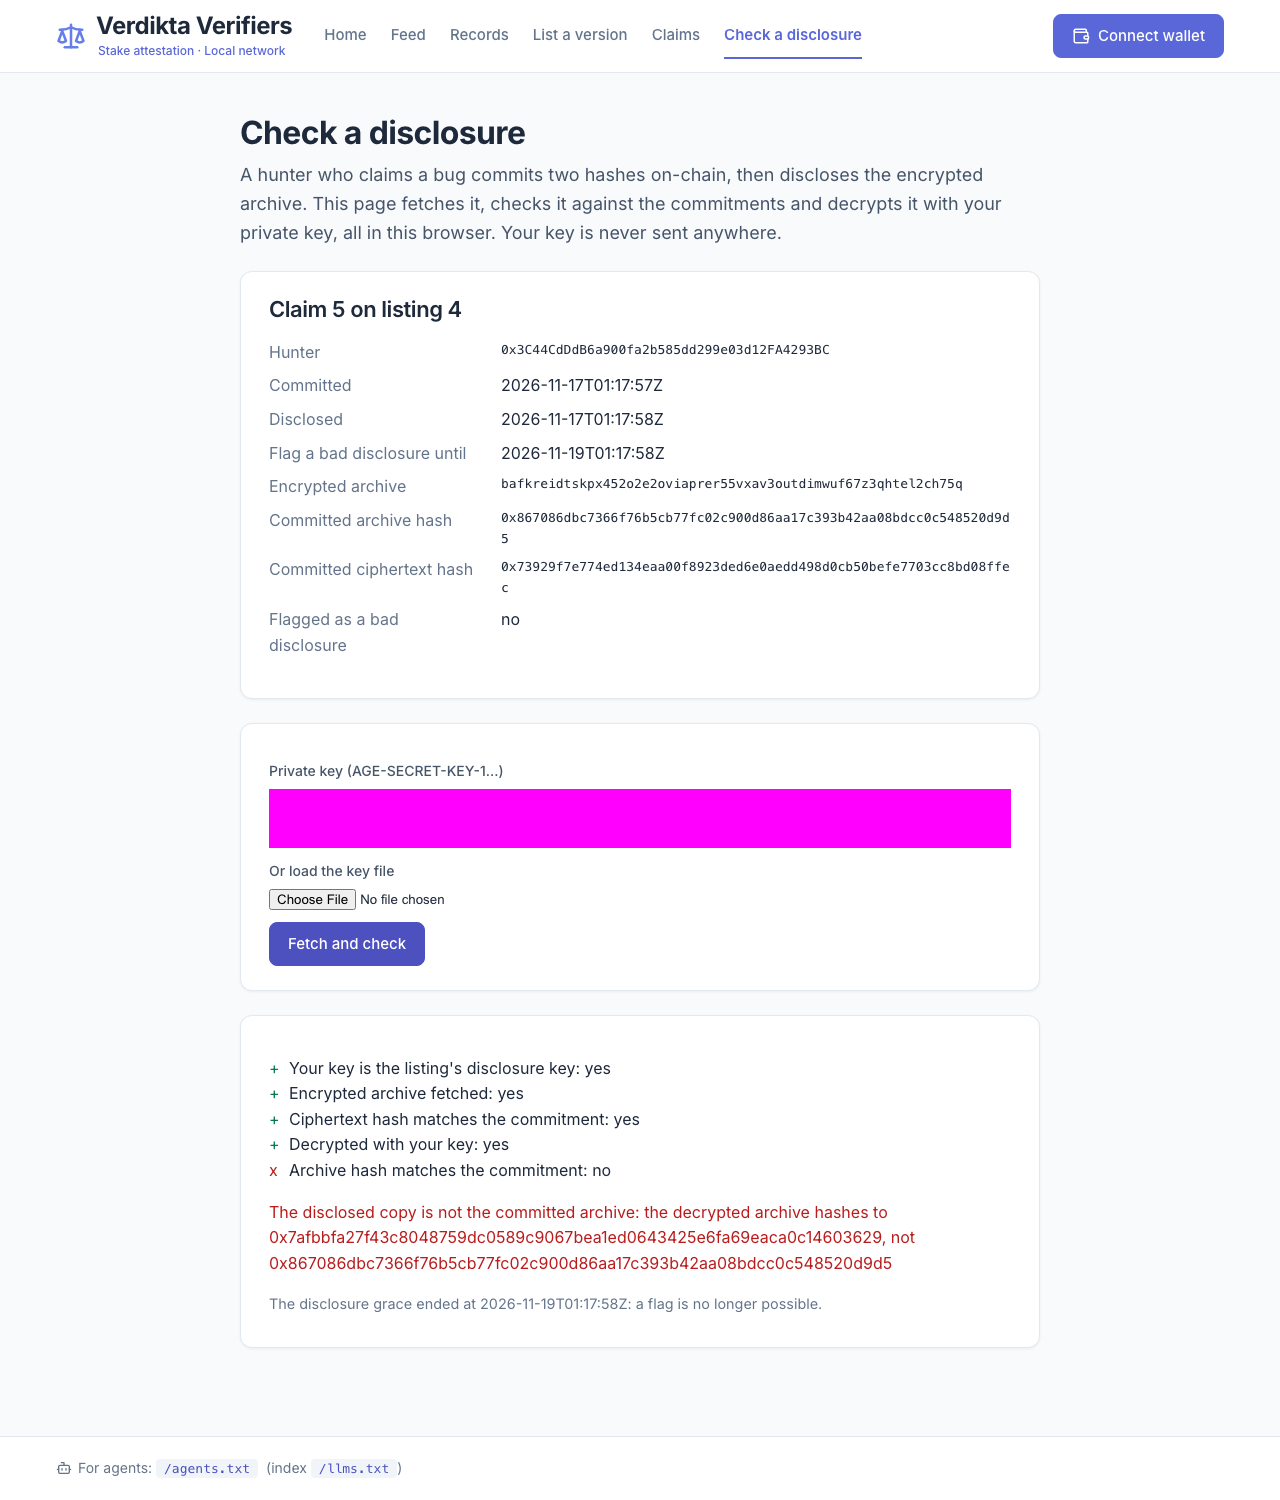 Verdikta Verifiers
Stake attestation · Local network
Home
Feed
Records
List a version
Claims
Check a disclosure
Connect wallet
Check a disclosure
A hunter who claims a bug commits two hashes on-chain, then discloses the encrypted
archive. This page fetches it, checks it against the commitments and decrypts it with your
private key, all in this browser. Your key is never sent anywhere.
Claim 5 on listing 4
Hunter
0x3C44CdDdB6a900fa2b585dd299e03d12FA4293BC
Committed
2026-11-17T01:17:57Z
Disclosed
2026-11-17T01:17:58Z
Flag a bad disclosure until
2026-11-19T01:17:58Z
Encrypted archive
bafkreidtskpx452o2e2oviaprer55vxav3outdimwuf67z3qhtel2ch75q
Committed archive hash
0x867086dbc7366f76b5cb77fc02c900d86aa17c393b42aa08bdcc0c548520d9d
5
Committed ciphertext hash
0x73929f7e774ed134eaa00f8923ded6e0aedd498d0cb50befe7703cc8bd08ffe
c
Flagged as a bad
disclosure
no
Private key (AGE-SECRET-KEY-1...)
Or load the key file
Choose File No file chosen
Fetch and check
+ Your key is the listing's disclosure key: yes
+ Encrypted archive fetched: yes
+ Ciphertext hash matches the commitment: yes
+ Decrypted with your key: yes
x Archive hash matches the commitment: no
The disclosed copy is not the committed archive: the decrypted archive hashes to
0x7afbbfa27f43c8048759dc0589c9067bea1ed0643425e6fa69eaca0c14603629, not
0x867086dbc7366f76b5cb77fc02c900d86aa17c393b42aa08bdcc0c548520d9d5
The disclosure grace ended at 2026-11-19T01:17:58Z: a flag is no longer possible.
For agents: /agents.txt (index /llms.txt)